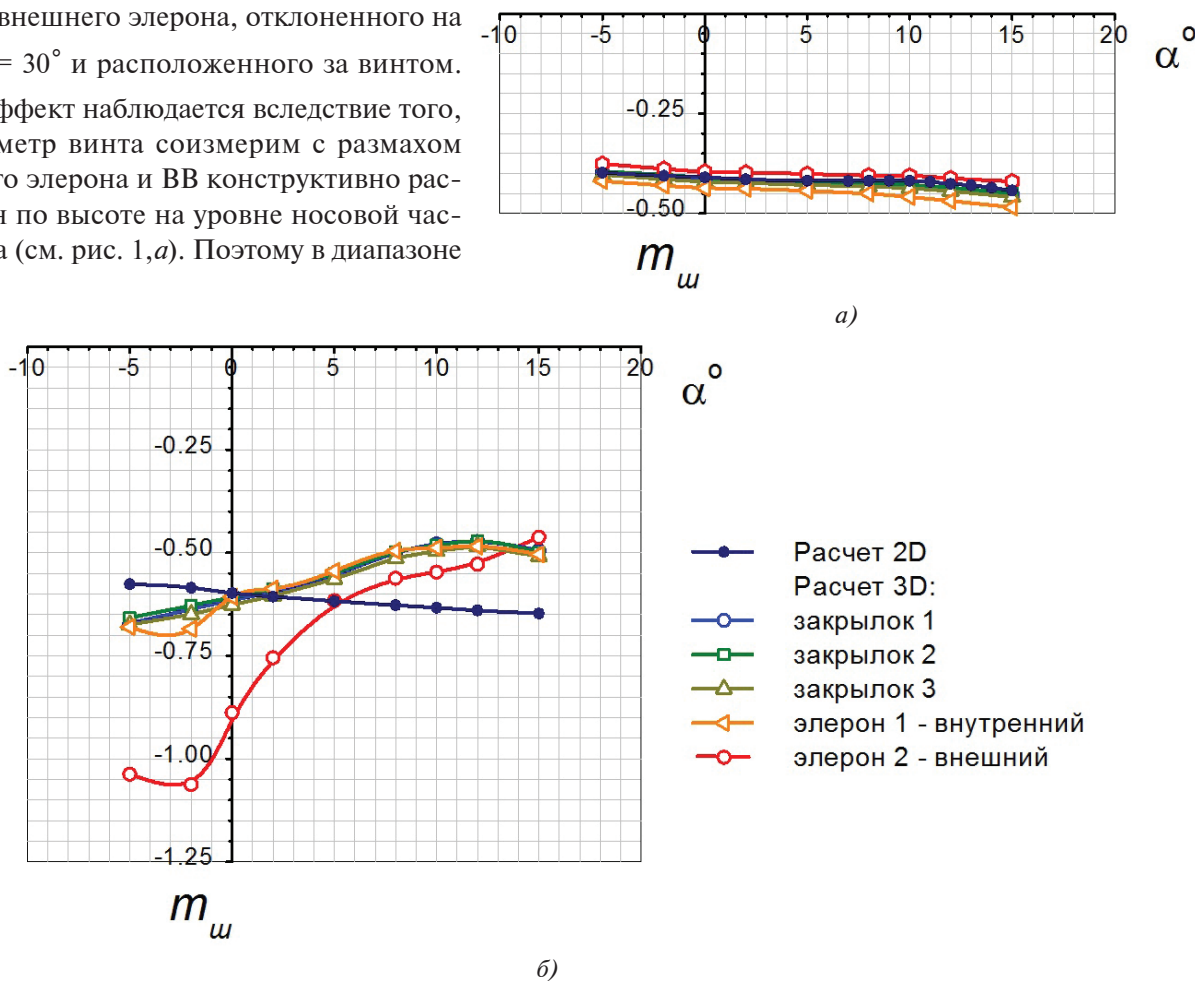 внешнего элерона, отклоненного на
= 30° и расположенного за винтом.
ффект наблюдается вследствие того,
метр винта соизмерим с размахом
го элерона и ВВ конструктивно рас-
н по высоте на уровне носовой час-
а (см. рис. 1,а). Поэтому в диапазоне
-10 -5 0 5 10 15 20
α°
-0.25
-0.50
mш
а)
-10 -5 0 5 10 15 20
α°
-0.25
-0.50
-0.75
-1.00
-1.25
mш
Расчет 2D
Расчет 3D:
закрылок 1
закрылок 2
закрылок 3
элерон 1 - внутренний
элерон 2 - внешний
б)